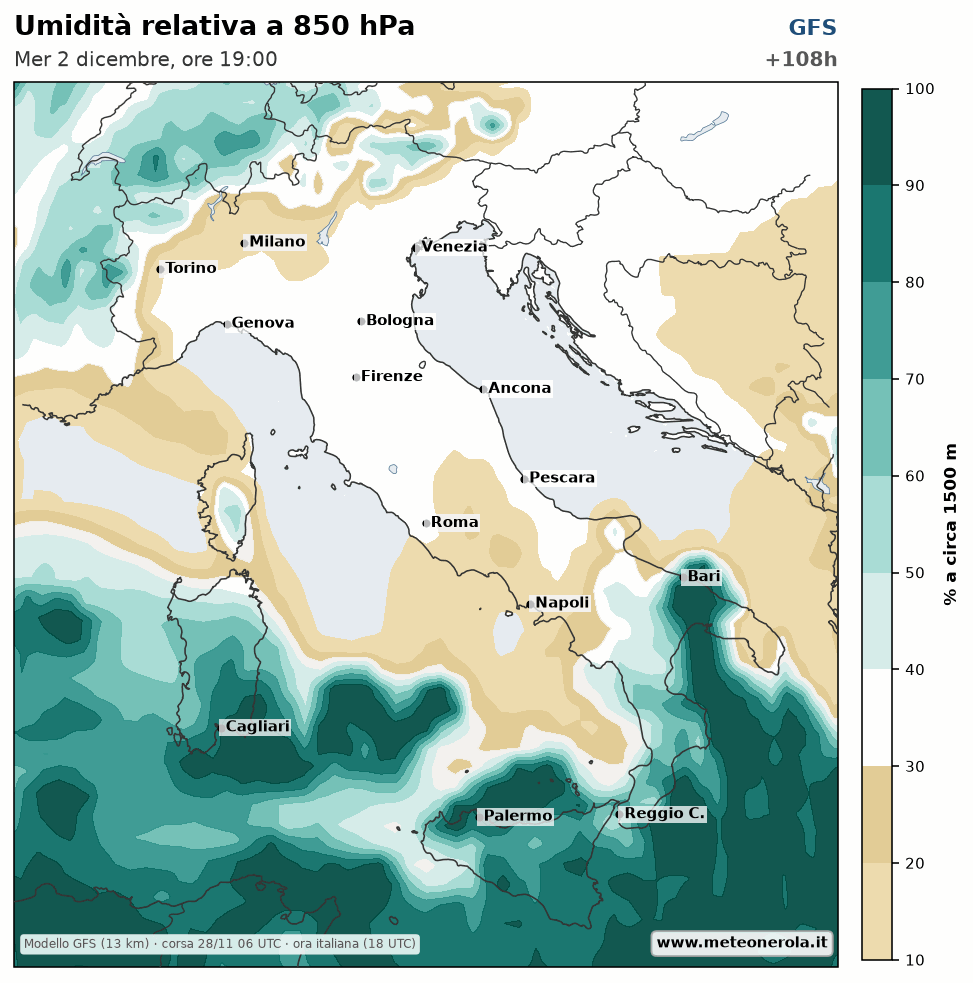 Umidità relativa a 850 hPa
GFS
Mer 2 dicembre, ore 19:00
+108h
100
90
80
70
60
50
40
30
20
10
% a circa 1500 m
Milano
Venezia
Torino
Genova
Bologna
Firenze
Ancona
Pescara
Roma
Bari
Napoli
Cagliari
Palermo
Reggio C.
Modello GFS (13 km) · corsa 28/11 06 UTC · ora italiana (18 UTC)
www.meteonerola.it